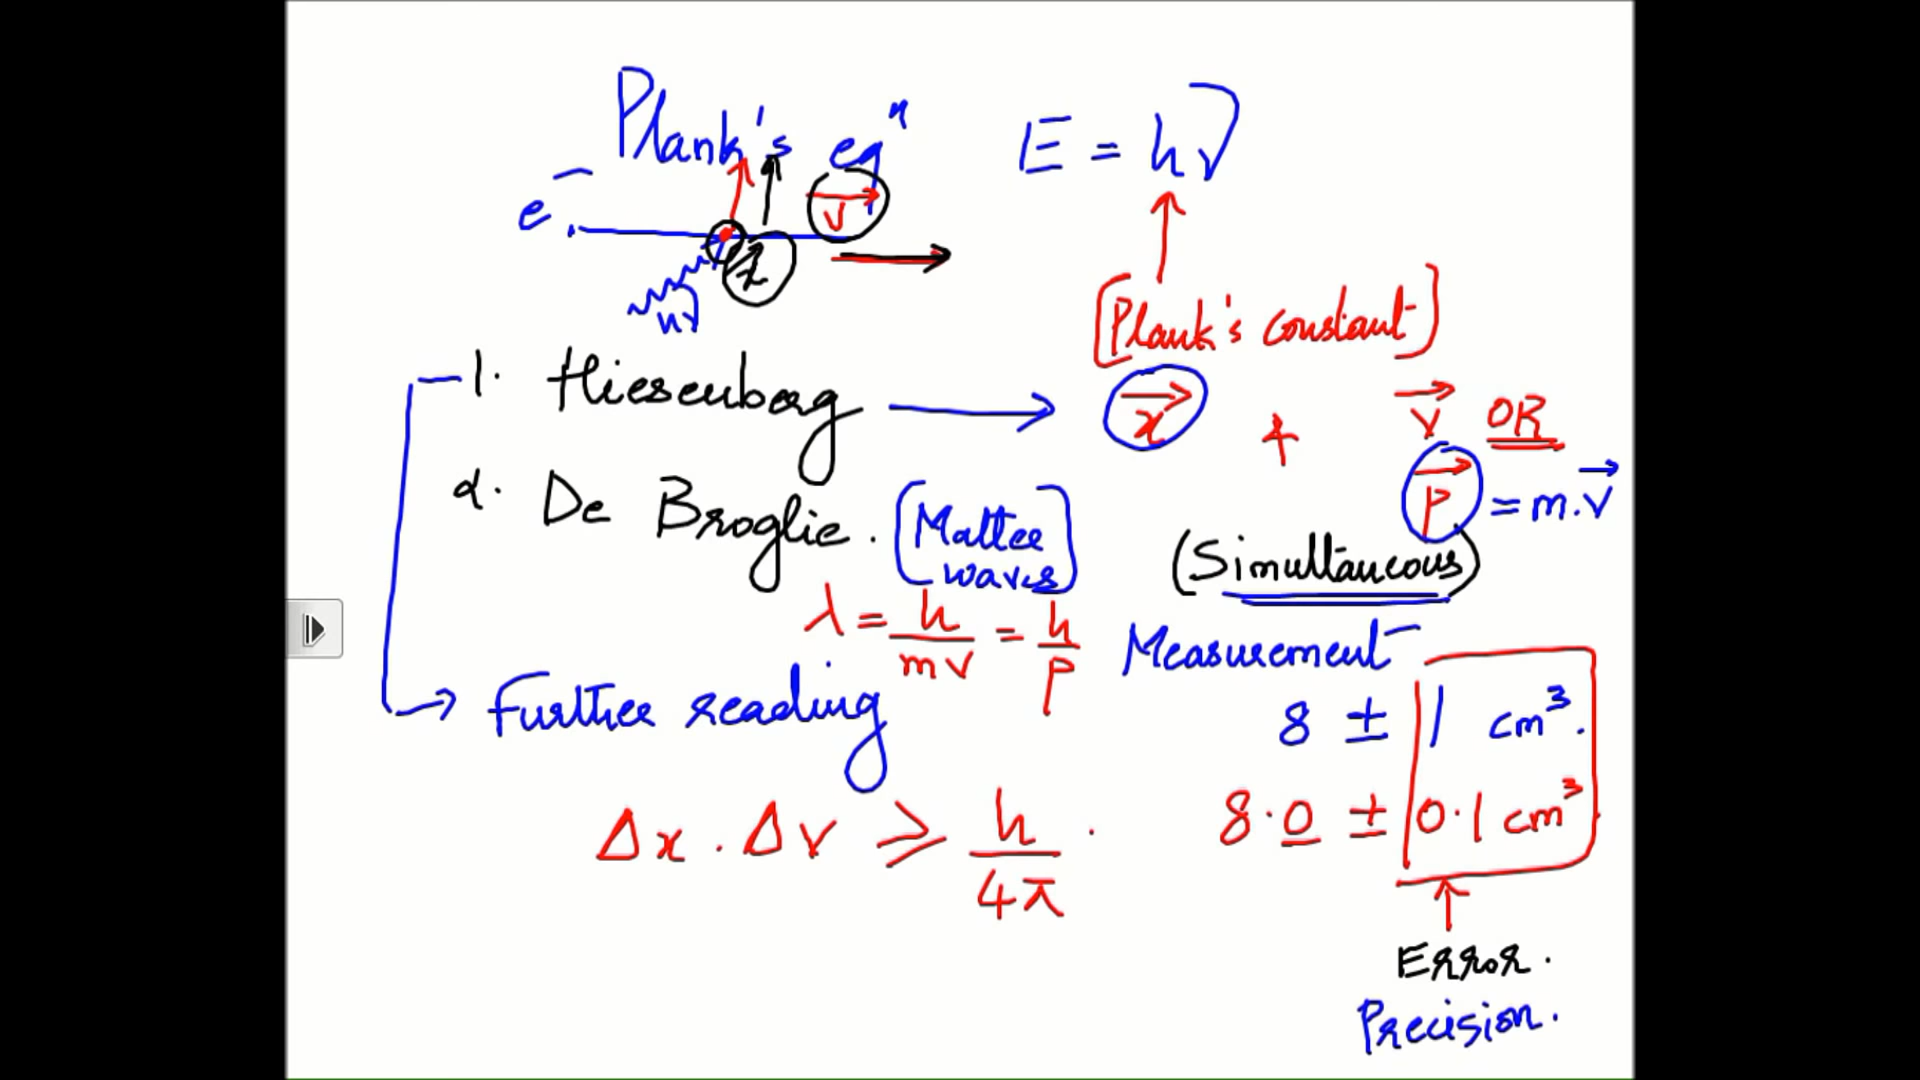 Plank's eqⁿ E = hν
e⁻ v⃗
x⃗
hν
[Plank's constant]
1. Hiesenberg → x⃗ + v⃗ OR
p⃗ = m.v⃗
2. De Broglie. [Matter
waves]
(Simultaneous)
λ = h/mv = h/p
Measurement
→ Further reading
8 ± 1 cm³.
Δx . Δv ⩾ h/4π .
8.0 ± 0.1 cm³
Error.
Precision.